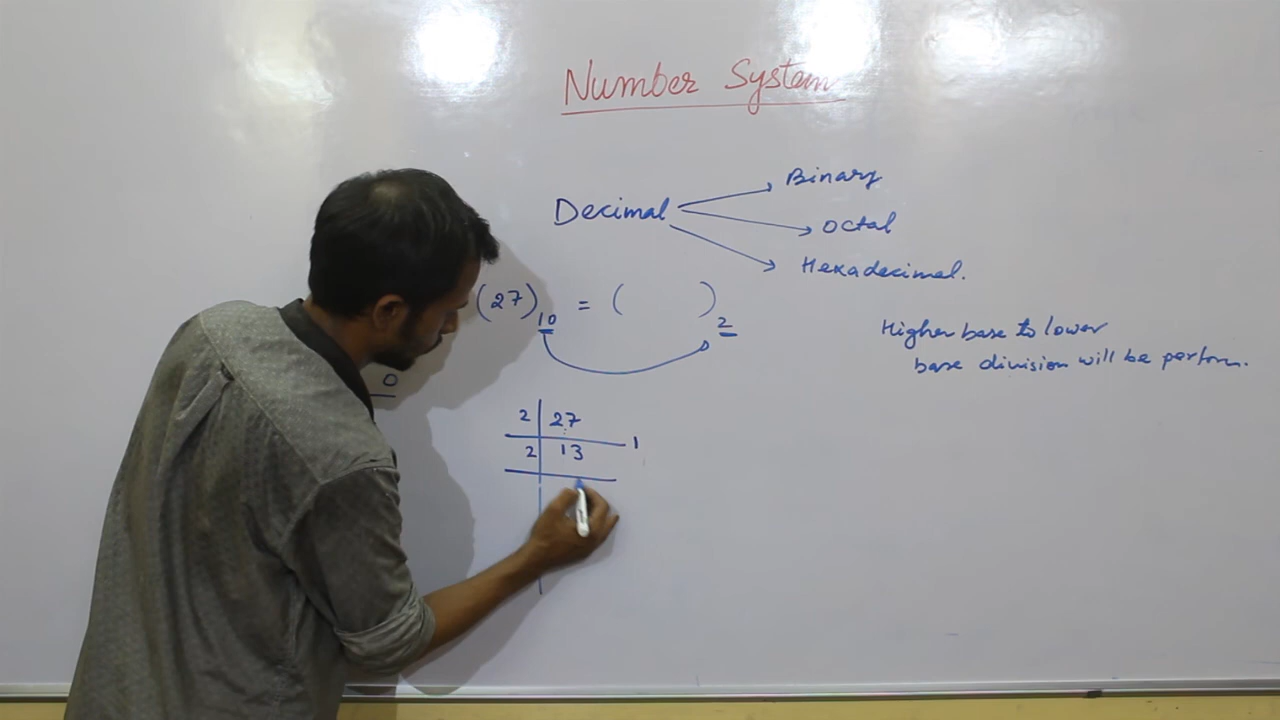 Number System
Decimal
Binary
Octal
Hexadecimal.
(27)10 = ( )2
Higher base to lower
base division will be perform.
0
2 27
2 13 1